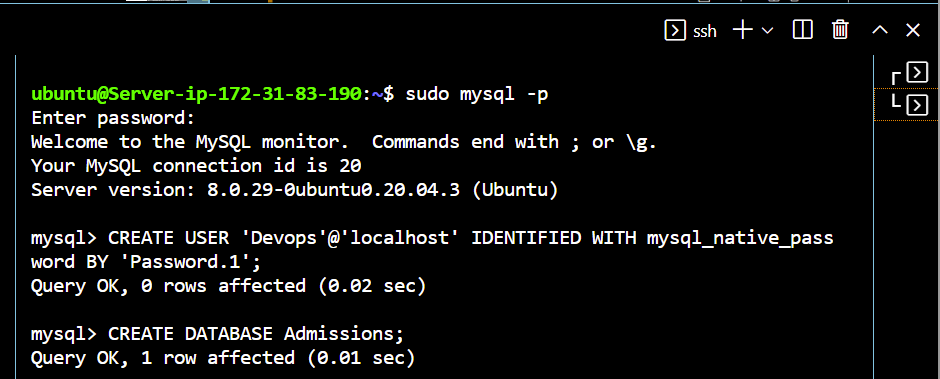 ssh
ubuntu@Server-ip-172-31-83-190:~$ sudo mysql -p
Enter password:
Welcome to the MySQL monitor.  Commands end with ; or \g.
Your MySQL connection id is 20
Server version: 8.0.29-0ubuntu0.20.04.3 (Ubuntu)
mysql> CREATE USER 'Devops'@'localhost' IDENTIFIED WITH mysql_native_pass
word BY 'Password.1';
Query OK, 0 rows affected (0.02 sec)
mysql> CREATE DATABASE Admissions;
Query OK, 1 row affected (0.01 sec)